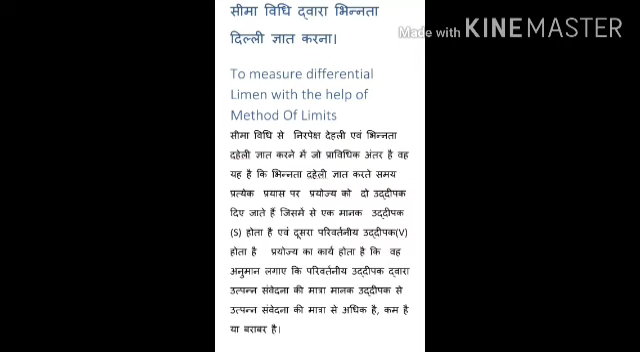 सीमा विधि द्वारा भिन्नता
दिल्ली ज्ञात करना।
Made with KINEMASTER
To measure differential
Limen with the help of
Method Of Limits
सीमा विधि से निरपेक्ष देहली एवं भिन्नता
दहेली ज्ञात करने में जो प्राविधिक अंतर है वह
यह है कि भिन्नता दहेली ज्ञात करते समय
प्रत्येक प्रयास पर प्रयोज्य को दो उद्दीपक
दिए जाते हैं जिसमें से एक मानक उद्दीपक
(S) होता है एवं दूसरा परिवर्तनीय उद्दीपक(V)
होता है प्रयोज्य का कार्य होता है कि वह
अनुमान लगाए कि परिवर्तनीय उद्दीपक द्वारा
उत्पन्न संवेदना की मात्रा मानक उद्दीपक से
उत्पन्न संवेदना की मात्रा से अधिक है, कम है
या बराबर है।